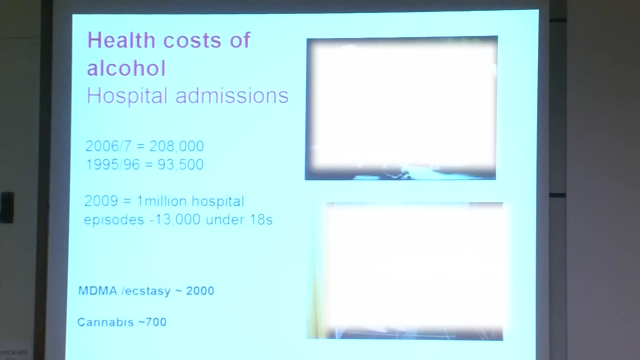 Health costs of
alcohol
Hospital admissions
2006/7 = 208,000
1995/96 = 93,500
2009 = 1million hospital
episodes -13,000 under 18s
MDMA /ecstasy ~ 2000
Cannabis ~700